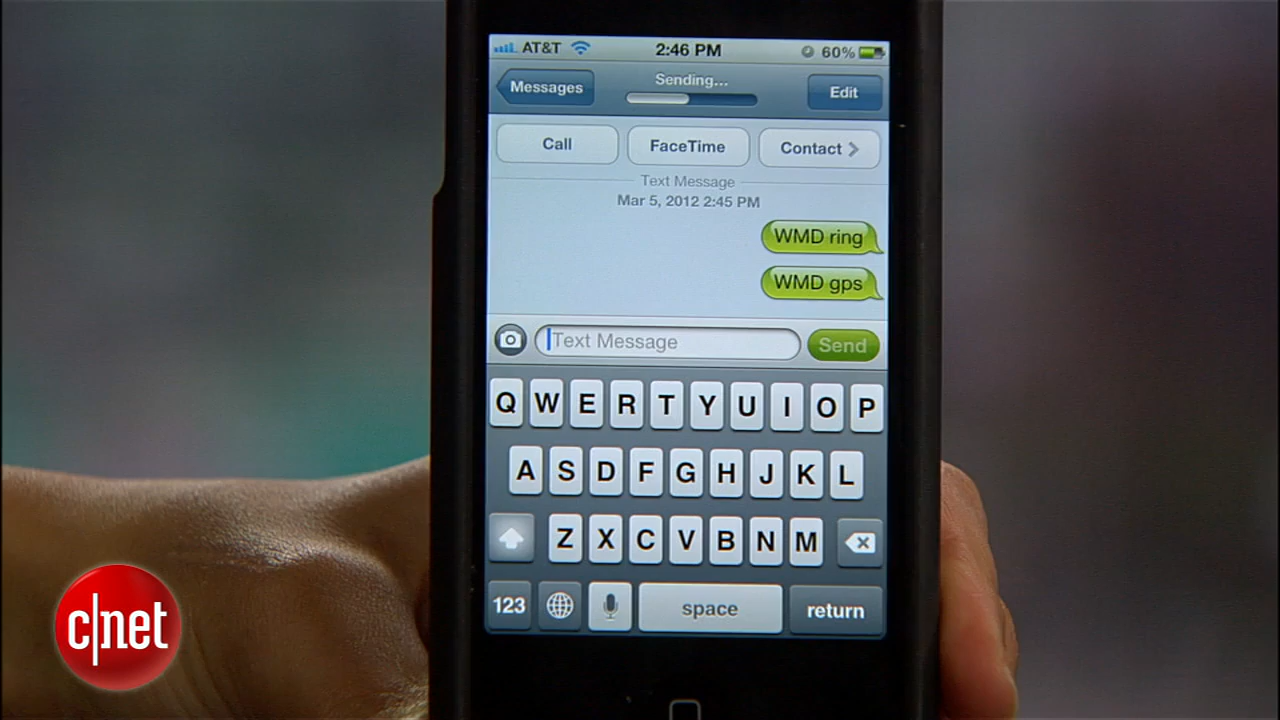 AT&T 2:46 PM 60%
Messages Sending... Edit
Call FaceTime Contact
Text Message
Mar 5, 2012 2:45 PM
WMD ring
WMD gps
Text Message Send
Q W E R T Y U I O P
A S D F G H J K L
Z X C V B N M
123 space return
c|net